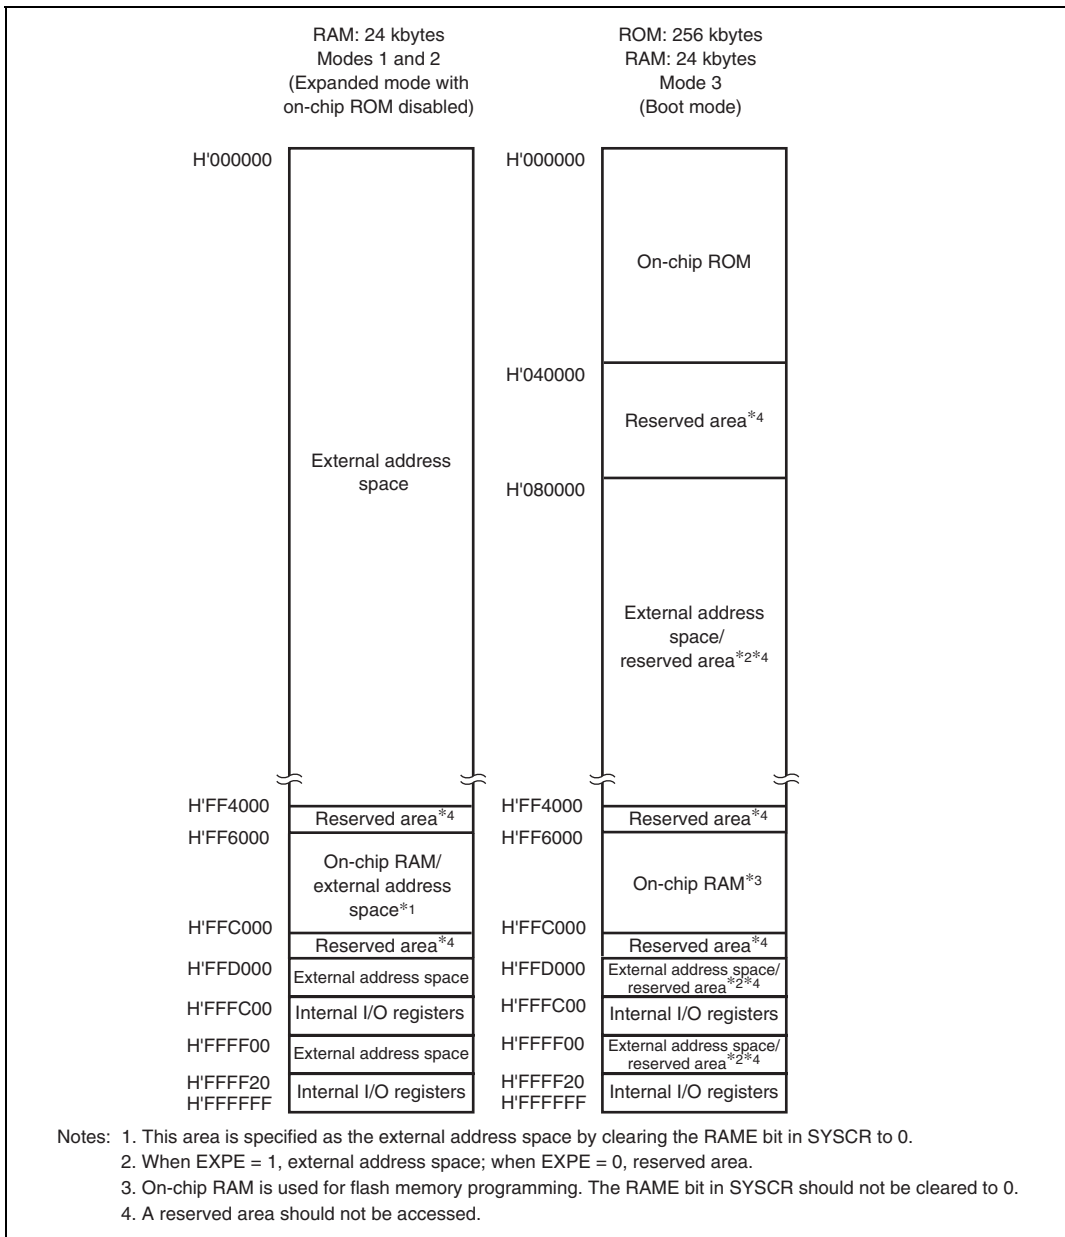 RAM: 24 kbytes
Modes 1 and 2
(Expanded mode with
on-chip ROM disabled)
H'000000
External address
space
H'FF4000
Reserved area*4
H'FF6000
On-chip RAM/
external address
space*1
H'FFC000
Reserved area*4
H'FFD000
External address space
H'FFFC00
Internal I/O registers
H'FFFF00
External address space
H'FFFF20
Internal I/O registers
H'FFFFFF
ROM: 256 kbytes
RAM: 24 kbytes
Mode 3
(Boot mode)
H'000000
On-chip ROM
H'040000
Reserved area*4
H'080000
External address
space/
reserved area*2*4
H'FF4000
Reserved area*4
H'FF6000
On-chip RAM*3
H'FFC000
Reserved area*4
H'FFD000
External address space/
reserved area*2*4
H'FFFC00
Internal I/O registers
H'FFFF00
External address space/
reserved area*2*4
H'FFFF20
Internal I/O registers
H'FFFFFF
Notes: 1. This area is specified as the external address space by clearing the RAME bit in SYSCR to 0.
2. When EXPE = 1, external address space; when EXPE = 0, reserved area.
3. On-chip RAM is used for flash memory programming. The RAME bit in SYSCR should not be cleared to 0.
4. A reserved area should not be accessed.